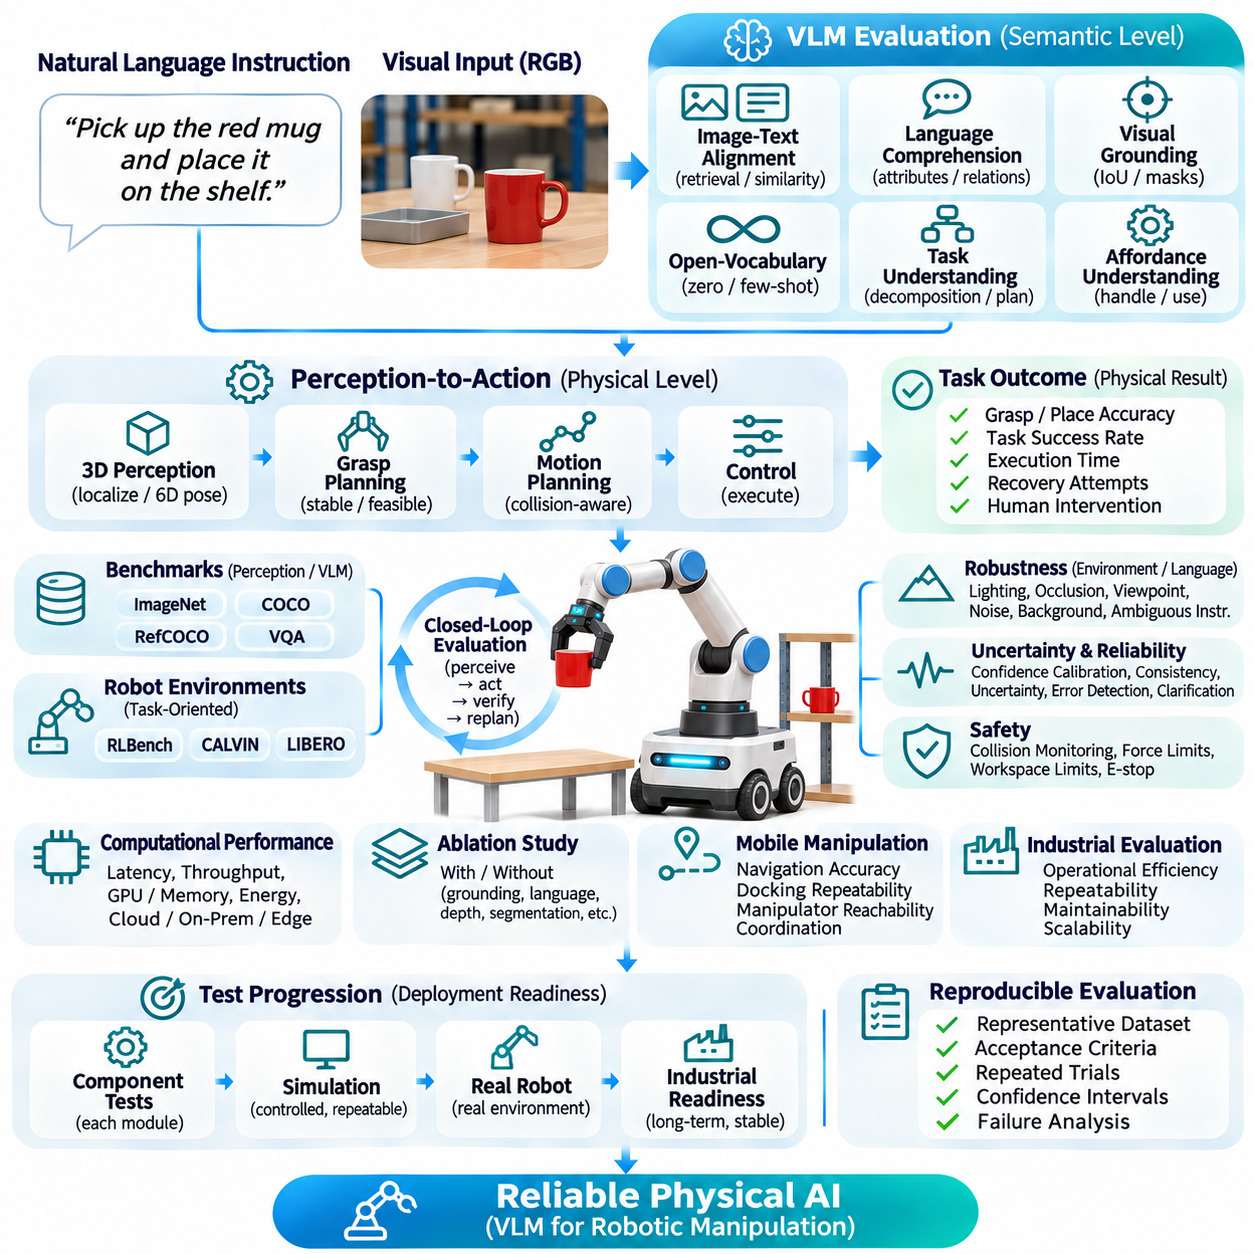 Natural Language Instruction
Visual Input (RGB)
“Pick up the red mug
and place it
on the shelf.”
VLM Evaluation (Semantic Level)
Image-Text
Alignment
(retrieval / similarity)
Language
Comprehension
(attributes / relations)
Visual
Grounding
(IoU / masks)
Open-Vocabulary
(zero / few-shot)
Task
Understanding
(decomposition / plan)
Affordance
Understanding
(handle / use)
Perception-to-Action (Physical Level)
3D Perception
(localize / 6D pose)
Grasp
Planning
(stable / feasible)
Motion
Planning
(collision-aware)
Control
(execute)
Task Outcome (Physical Result)
Grasp / Place Accuracy
Task Success Rate
Execution Time
Recovery Attempts
Human Intervention
Benchmarks (Perception / VLM)
ImageNet
COCO
RefCOCO
VQA
Robot Environments
(Task-Oriented)
RLBench
CALVIN
LIBERO
Closed-Loop
Evaluation
(perceive
→ act
→ verify
→ replan)
Robustness (Environment / Language)
Lighting, Occlusion, Viewpoint,
Noise, Background, Ambiguous Instr.
Uncertainty & Reliability
Confidence Calibration, Consistency,
Uncertainty, Error Detection, Clarification
Safety
Collision Monitoring, Force Limits,
Workspace Limits, E-stop
Computational Performance
Latency, Throughput,
GPU / Memory, Energy,
Cloud / On-Prem / Edge
Ablation Study
With / Without
(grounding, language,
depth, segmentation, etc.)
Mobile Manipulation
Navigation Accuracy
Docking Repeatability
Manipulator Reachability
Coordination
Industrial Evaluation
Operational Efficiency
Repeatability
Maintainability
Scalability
Test Progression (Deployment Readiness)
Component
Tests
(each module)
Simulation
(controlled, repeatable)
Real Robot
(real environment)
Industrial
Readiness
(long-term, stable)
Reproducible Evaluation
Representative Dataset
Acceptance Criteria
Repeated Trials
Confidence Intervals
Failure Analysis
Reliable Physical AI
(VLM for Robotic Manipulation)